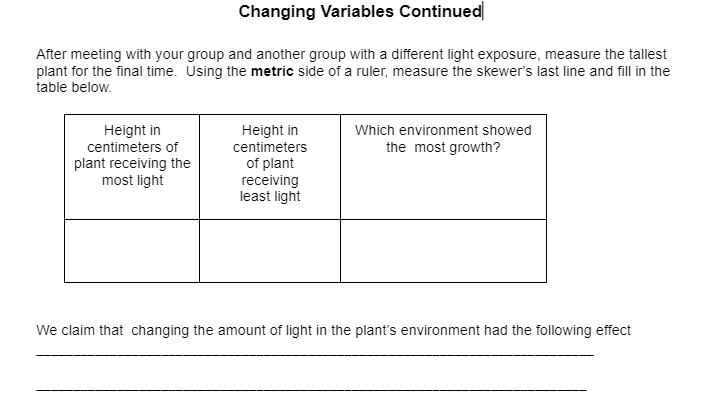 Changing Variables Continued
After meeting with your group and another group with a different light exposure, measure the tallest
plant for the final time.  Using the metric side of a ruler, measure the skewer's last line and fill in the
table below.
Height in
centimeters of
plant receiving the
most light
Height in
centimeters
of plant
receiving
least light
Which environment showed
the  most growth?
We claim that  changing the amount of light in the plant's environment had the following effect